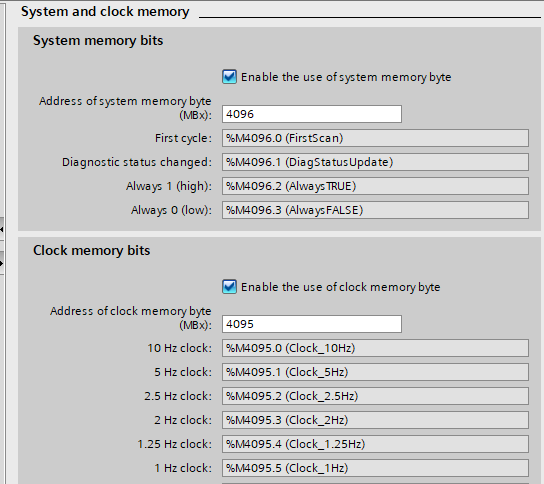 System and clock memory
System memory bits
Enable the use of system memory byte
Address of system memory byte
(MBx): 4096
First cycle: %M4096.0 (FirstScan)
Diagnostic status changed: %M4096.1 (DiagStatusUpdate)
Always 1 (high): %M4096.2 (AlwaysTRUE)
Always 0 (low): %M4096.3 (AlwaysFALSE)
Clock memory bits
Enable the use of clock memory byte
Address of clock memory byte
(MBx): 4095
10 Hz clock: %M4095.0 (Clock_10Hz)
5 Hz clock: %M4095.1 (Clock_5Hz)
2.5 Hz clock: %M4095.2 (Clock_2.5Hz)
2 Hz clock: %M4095.3 (Clock_2Hz)
1.25 Hz clock: %M4095.4 (Clock_1.25Hz)
1 Hz clock: %M4095.5 (Clock_1Hz)